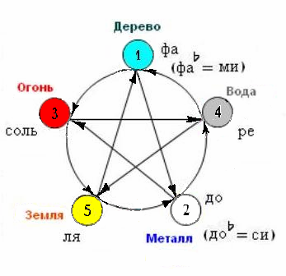 Дерево
1
фа
(фа♭ = ми)
Огонь
Вода
3
4
соль
ре
5
2
до
Земля
ля
Металл
(до♭ = си)